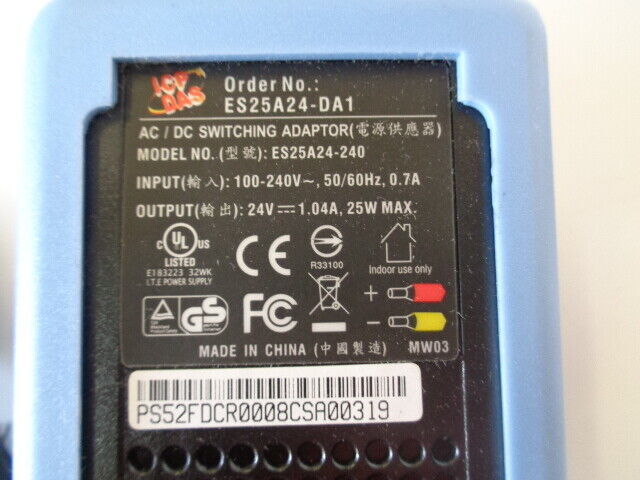 ICP DAS
Order No.:
ES25A24-DA1
AC / DC SWITCHING ADAPTOR(電源供應器)
MODEL NO.(型號): ES25A24-240
INPUT(輸入): 100-240V~, 50/60Hz, 0.7A
OUTPUT(輸出): 24V⎓1.04A, 25W MAX.
c UL US
LISTED
E183223 32WK
I.T.E POWER SUPPLY
CE
R33100
Indoor use only
GS
FC
+
−
MADE IN CHINA (中國製造) MW03
PS52FDCR0008CSA00319